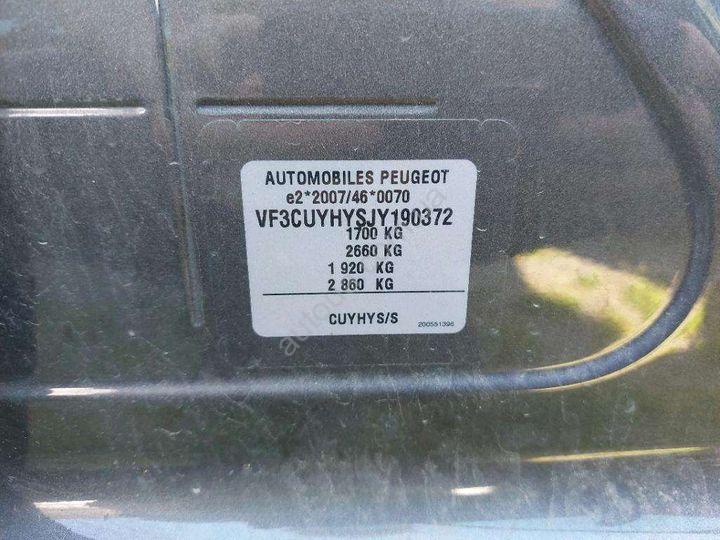 AUTOMOBILES PEUGEOT
e2*2007/46*0070
VF3CUYHYSJY190372
1700 KG
2660 KG
1 920 KG
2 860 KG
CUYHYS/S
200551396